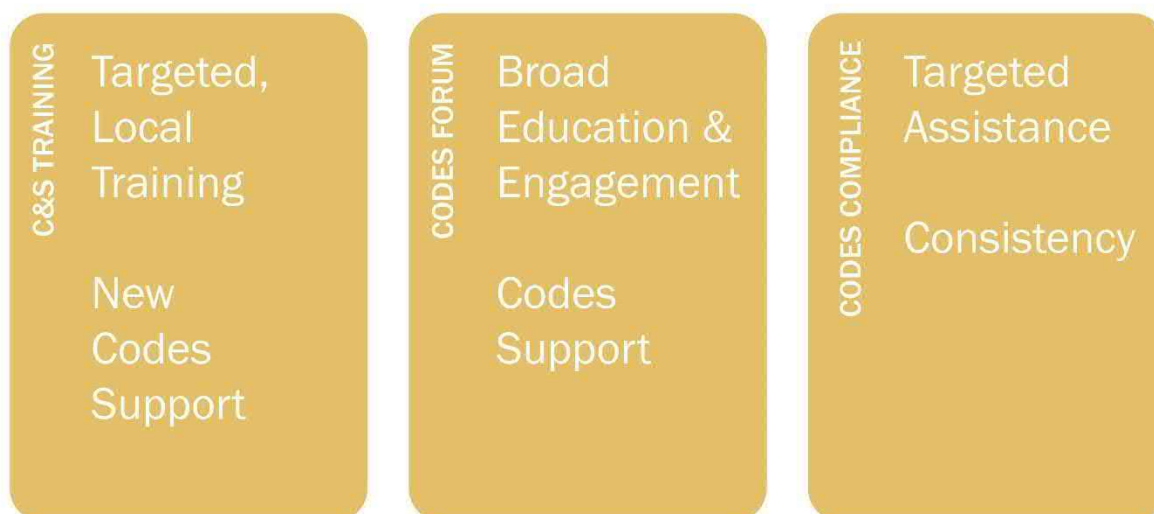 C&S TRAINING
Targeted,
Local
Training
New
Codes
Support
CODES FORUM
Broad
Education &
Engagement
Codes
Support
CODES COMPLIANCE
Targeted
Assistance
Consistency